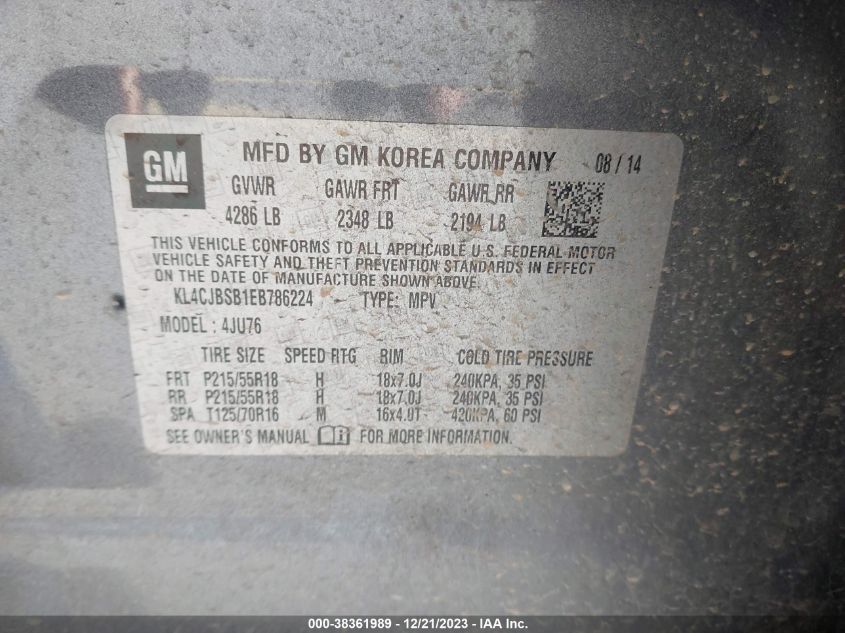 GM MFD BY GM KOREA COMPANY 08 / 14
GVWR GAWR FRT GAWR RR
4286 LB 2348 LB 2194 LB
THIS VEHICLE CONFORMS TO ALL APPLICABLE U.S. FEDERAL MOTOR
VEHICLE SAFETY AND THEFT PREVENTION STANDARDS IN EFFECT
ON THE DATE OF MANUFACTURE SHOWN ABOVE.
KL4CJBSB1EB786224 TYPE: MPV
MODEL : 4JU76
TIRE SIZE SPEED RTG RIM COLD TIRE PRESSURE
FRT P215/55R18 H 18x7.0J 240KPA, 35 PSI
RR P215/55R18 H 18x7.0J 240KPA, 35 PSI
SPA T125/70R16 M 16x4.0T 420KPA, 60 PSI
SEE OWNER'S MANUAL FOR MORE INFORMATION.
000-38361989 - 12/21/2023 - IAAI.com